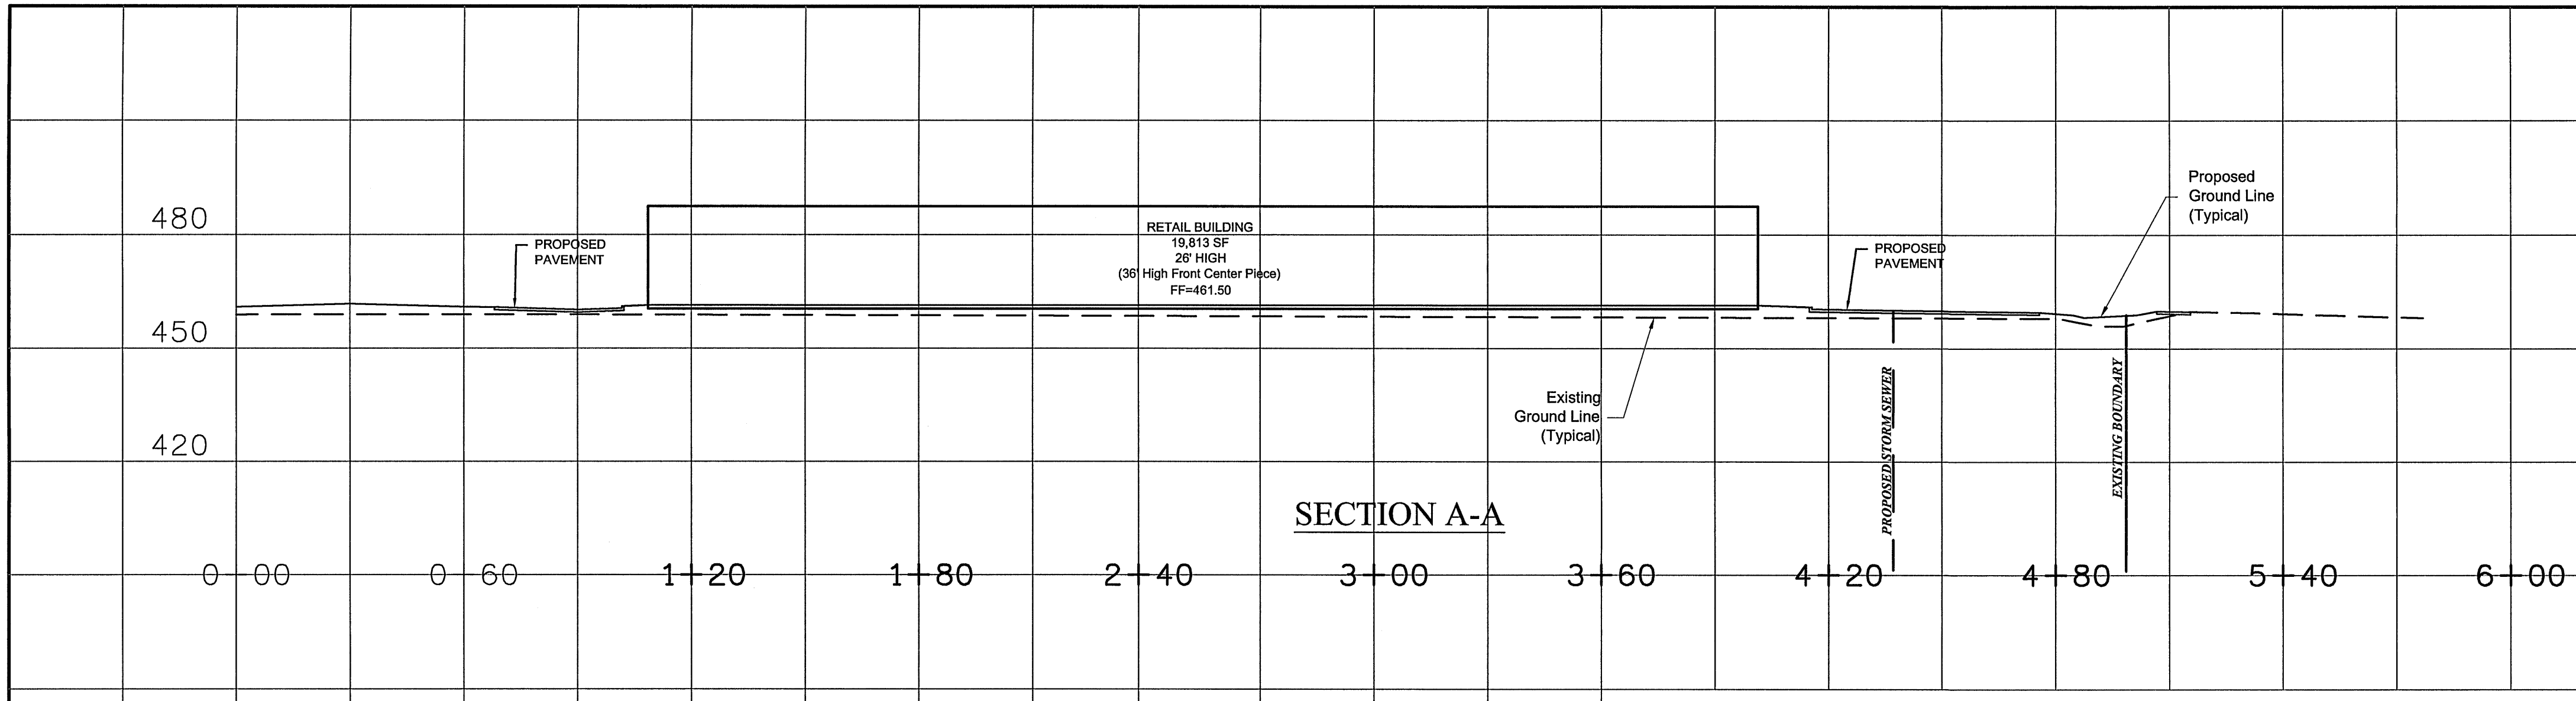 480
450
420
PROPOSED
PAVEMENT
RETAIL BUILDING
19,813 SF
26' HIGH
(36' High Front Center Piece)
FF=461.50
PROPOSED
PAVEMENT
Proposed
Ground Line
(Typical)
Existing
Ground Line
(Typical)
PROPOSED STORM SEWER
EXISTING BOUNDARY
SECTION A-A
0+00 0+60 1+20 1+80 2+40 3+00 3+60 4+20 4+80 5+40 6+00